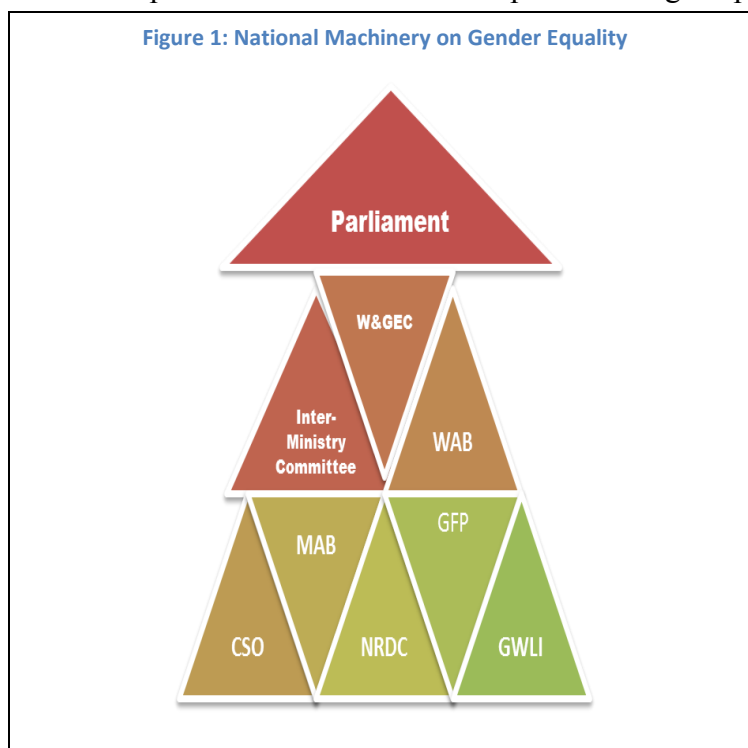 Figure 1: National Machinery on Gender Equality
Parliament
W&GEC
Inter-
Ministry
Committee
WAB
MAB
GFP
CSO
NRDC
GWLI